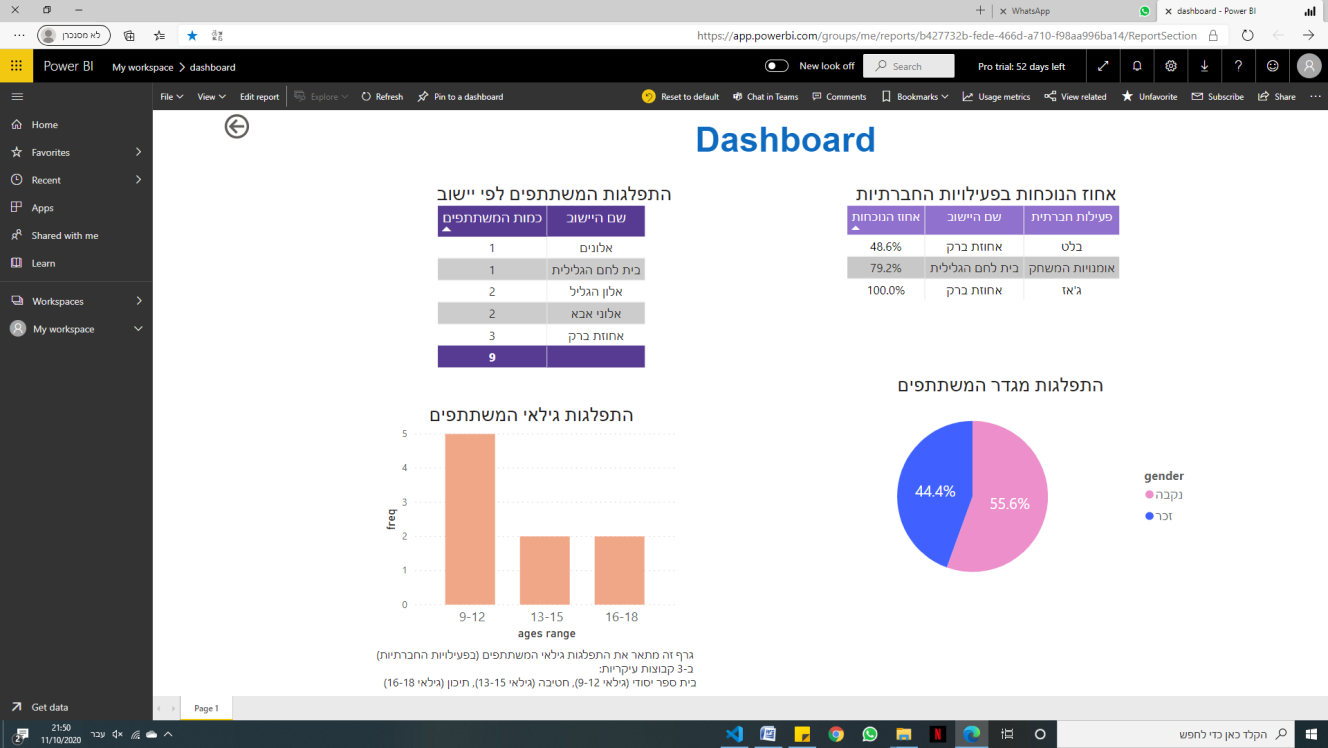 WhatsApp
dashboard - Power BI
לא מסנכרן
https://app.powerbi.com/groups/me/reports/b427732b-fede-466d-a710-f98aa996ba14/ReportSection
Power BI My workspace > dashboard
New look off
Search
Pro trial: 52 days left
File View Edit report Explore Refresh Pin to a dashboard
Reset to default Chat in Teams Comments Bookmarks Usage metrics View related Unfavorite Subscribe Share
Home
Favorites
Recent
Apps
Shared with me
Learn
Workspaces
My workspace
Get data
Dashboard
אחוז הנוכחות בפעילויות החברתיות
פעילות חברתית שם היישוב אחוז הנוכחות
בלט אחוזת ברק 48.6%
אומנויות המשחק בית לחם הגלילית 79.2%
ג'אז אחוזת ברק 100.0%
התפלגות המשתתפים לפי יישוב
שם היישוב כמות המשתתפים
אלונים 1
בית לחם הגלילית 1
אלון הגליל 2
אלוני אבא 2
אחוזת ברק 3
9
התפלגות מגדר המשתתפים
44.4%
55.6%
gender
נקבה
זכר
התפלגות גילאי המשתתפים
freq
5
4
3
2
1
0
9-12 13-15 16-18
ages range
גרף זה מתאר את התפלגות גילאי המשתתפים (בפעילויות החברתיות)
ב-3 קבוצות עיקריות:
בית ספר יסודי (גילאי 9-12), חטיבה (גילאי 13-15), תיכון (גילאי 16-18)
Page 1
21:50
11/10/2020
עבר
2
הקלד כאן כדי לחפש